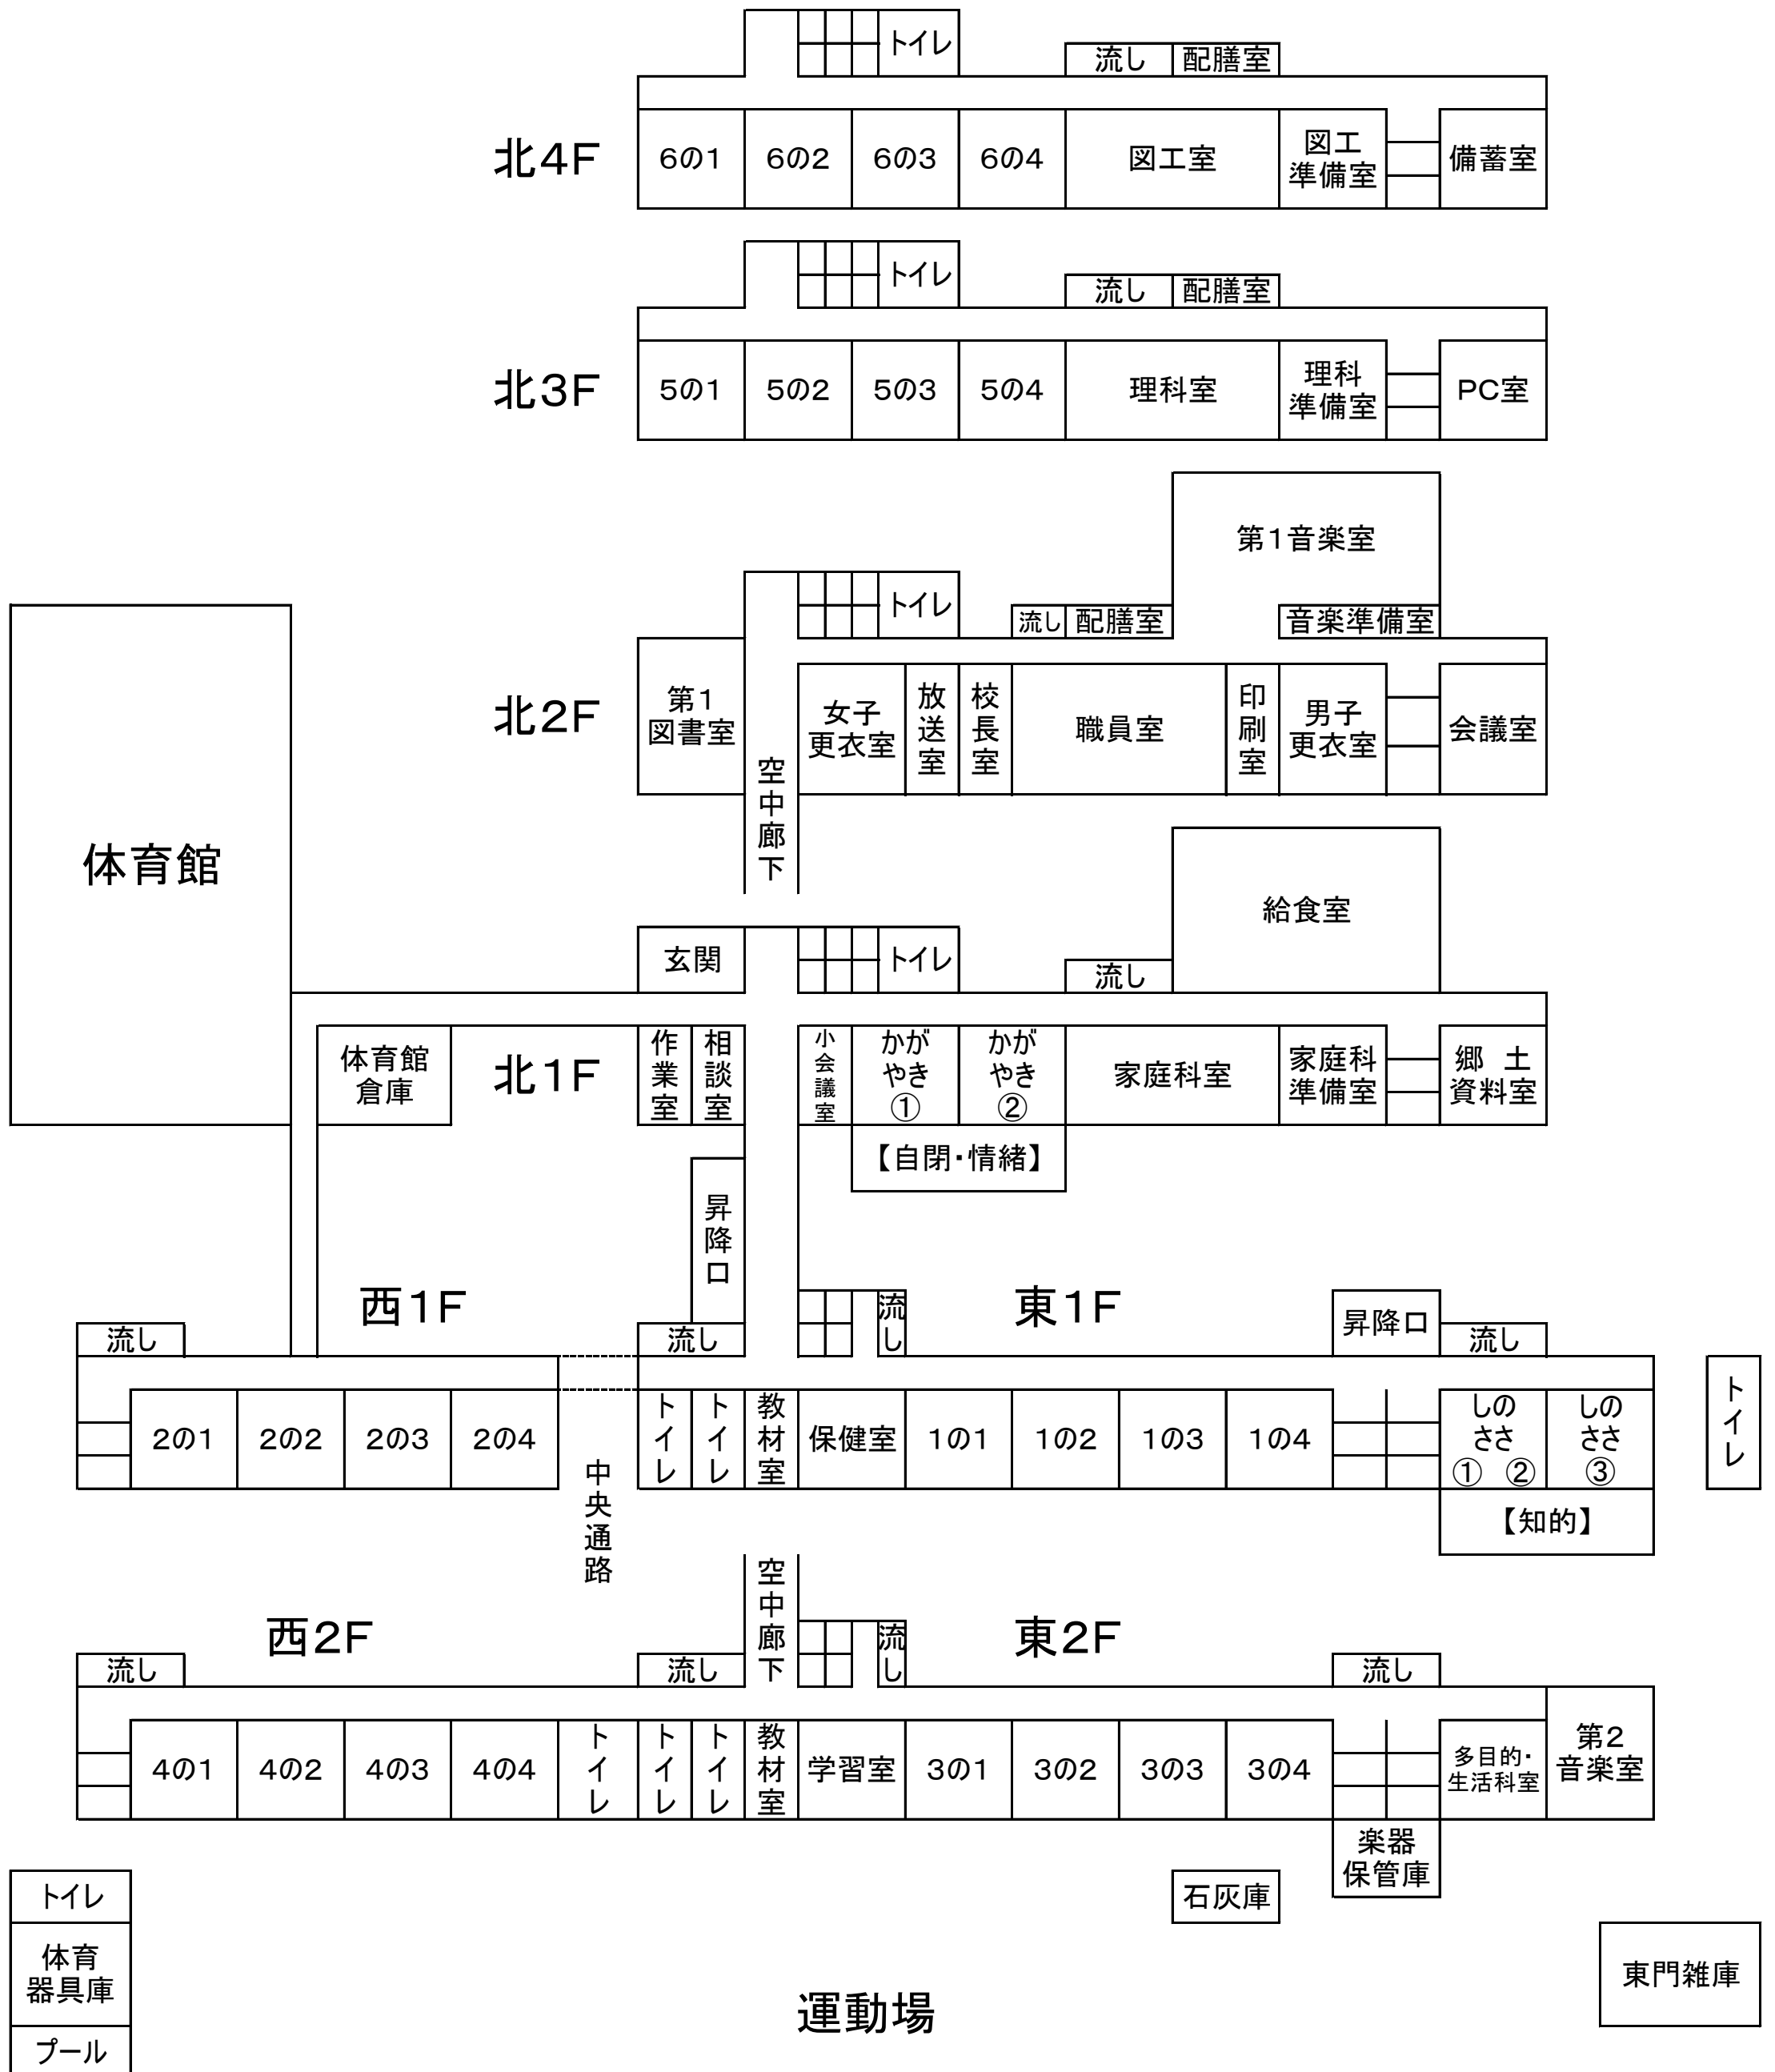 トイレ
流し
配膳室
北4F
6の1
6の2
6の3
6の4
図工室
図工
準備室
備蓄室
トイレ
流し
配膳室
北3F
5の1
5の2
5の3
5の4
理科室
理科
準備室
PC室
第1音楽室
トイレ
流し
配膳室
音楽準備室
北2F
第1
図書室
空中廊下
女子
更衣室
放送室
校長室
職員室
印刷室
男子
更衣室
会議室
体育館
給食室
玄関
トイレ
流し
体育館
倉庫
北1F
作業室
相談室
小会議室
かが
やき
①
かが
やき
②
家庭科室
家庭科
準備室
郷 土
資料室
【自閉・情緒】
昇降口
西1F
流し
東1F
昇降口
流し
流し
流し
2の1
2の2
2の3
2の4
中央通路
トイレ
トイレ
教材室
保健室
1の1
1の2
1の3
1の4
しの
ささ
① ②
しの
ささ
③
トイレ
【知的】
空中廊下
西2F
流し
東2F
流し
流し
流し
4の1
4の2
4の3
4の4
トイレ
トイレ
トイレ
教材室
学習室
3の1
3の2
3の3
3の4
多目的・
生活科室
第2
音楽室
楽器
保管庫
トイレ
石灰庫
体育
器具庫
東門雑庫
運動場
プール